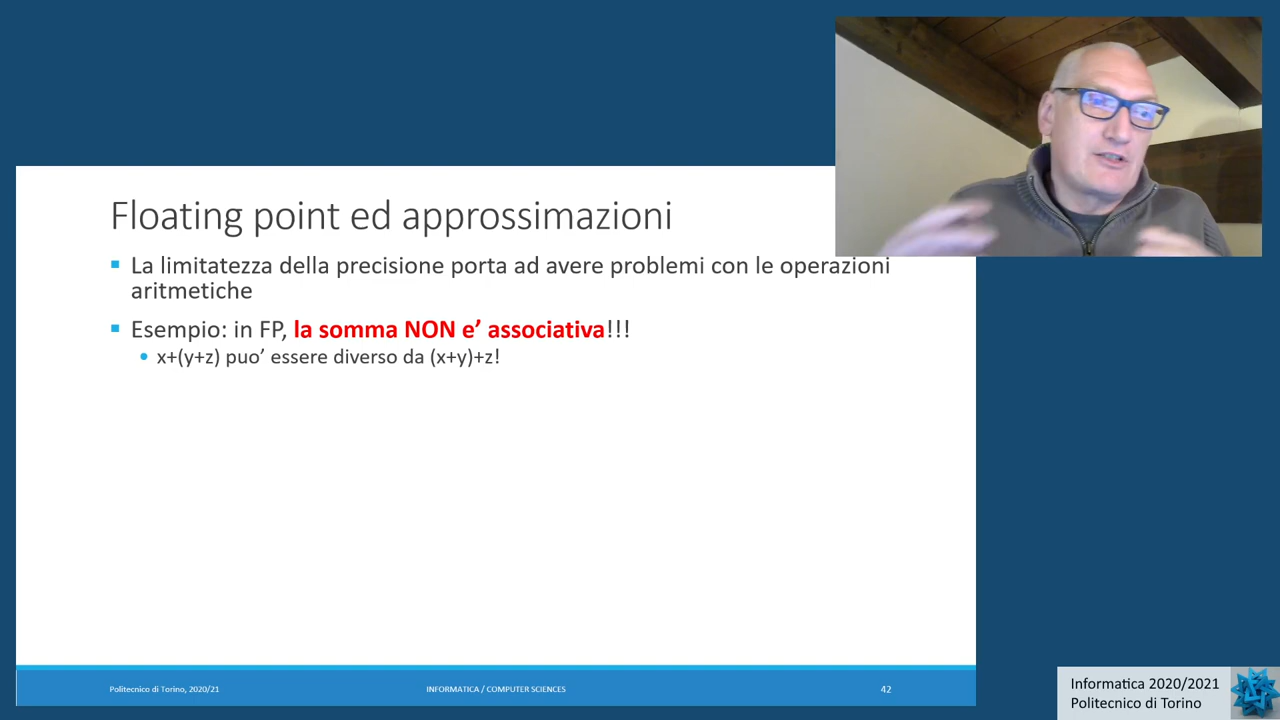 Floating point ed approssimazioni
La limitatezza della precisione porta ad avere problemi con le operazioni
aritmetiche
Esempio: in FP, la somma NON e’ associativa!!!
x+(y+z) puo’ essere diverso da (x+y)+z!
Politecnico di Torino, 2020/21
INFORMATICA / COMPUTER SCIENCES
42
Informatica 2020/2021
Politecnico di Torino